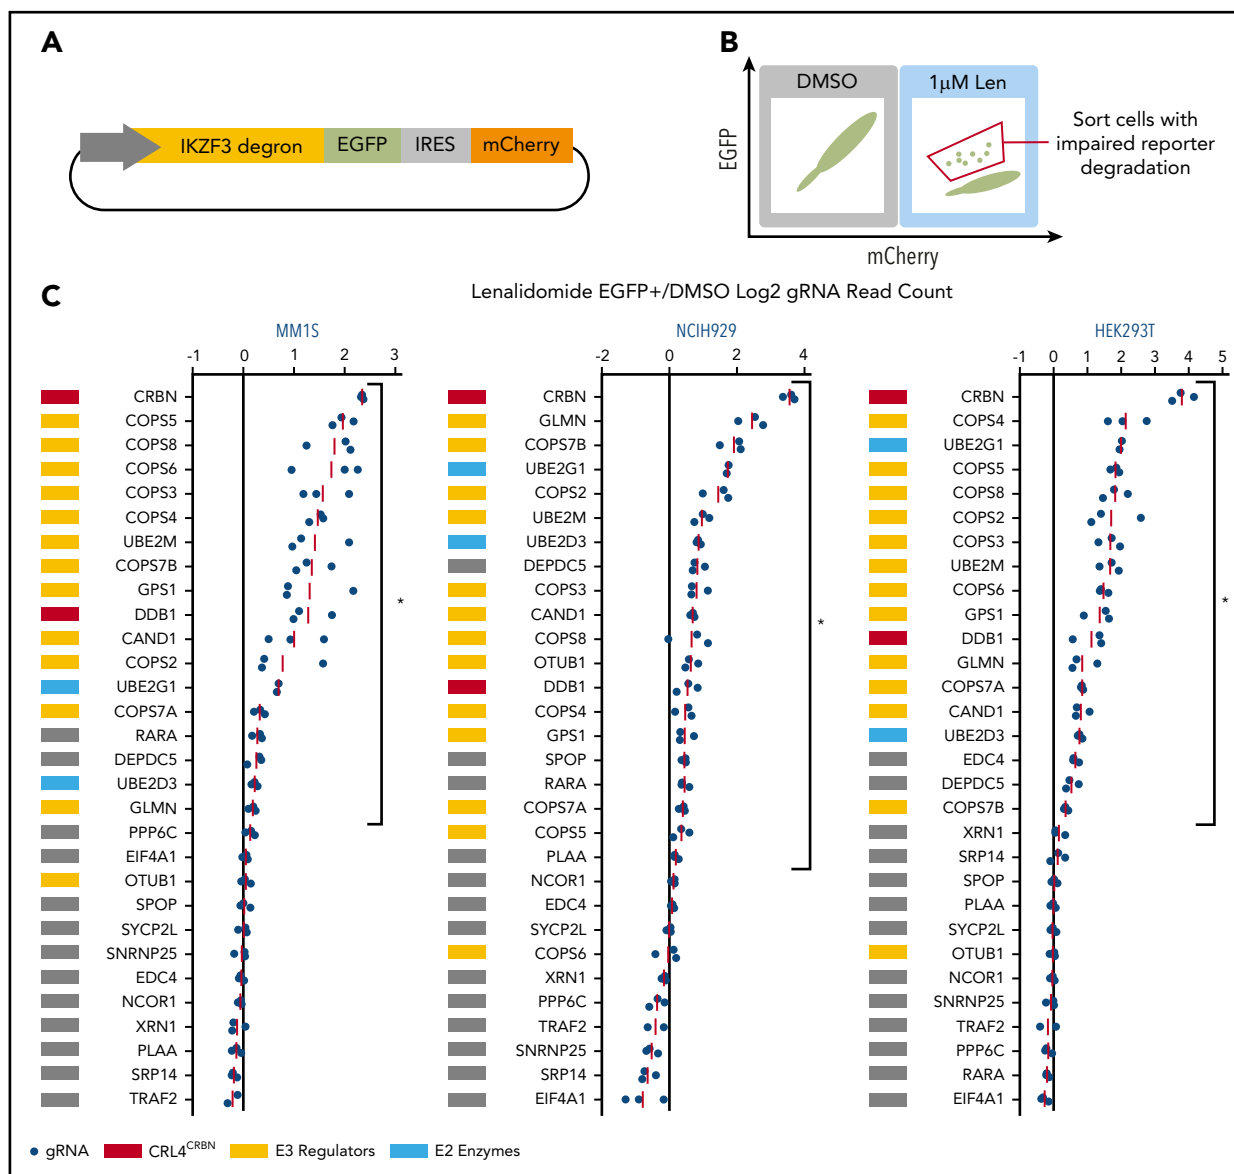 A
IKZF3 degron EGFP IRES mCherry
B
EGFP
DMSO
1μM Len
Sort cells with
impaired reporter
degradation
mCherry
C
Lenalidomide EGFP+/DMSO Log2 gRNA Read Count
MM1S
-1 0 1 2 3
CRBN
COPS5
COPS8
COPS6
COPS3
COPS4
UBE2M
COPS7B
GPS1
DDB1
CAND1
COPS2
UBE2G1
COPS7A
RARA
DEPDC5
UBE2D3
GLMN
PPP6C
EIF4A1
OTUB1
SPOP
SYCP2L
SNRNP25
EDC4
NCOR1
XRN1
PLAA
SRP14
TRAF2
*
NCIH929
-2 0 2 4
CRBN
GLMN
COPS7B
UBE2G1
COPS2
UBE2M
UBE2D3
DEPDC5
COPS3
CAND1
COPS8
OTUB1
DDB1
COPS4
GPS1
SPOP
RARA
COPS7A
COPS5
PLAA
NCOR1
EDC4
SYCP2L
COPS6
XRN1
PPP6C
TRAF2
SNRNP25
SRP14
EIF4A1
*
HEK293T
-1 0 1 2 3 4 5
CRBN
COPS4
UBE2G1
COPS5
COPS8
COPS2
COPS3
UBE2M
COPS6
GPS1
DDB1
GLMN
COPS7A
CAND1
UBE2D3
EDC4
DEPDC5
COPS7B
XRN1
SRP14
SPOP
PLAA
SYCP2L
OTUB1
NCOR1
SNRNP25
TRAF2
PPP6C
RARA
EIF4A1
*
gRNA CRL4CRBN E3 Regulators E2 Enzymes